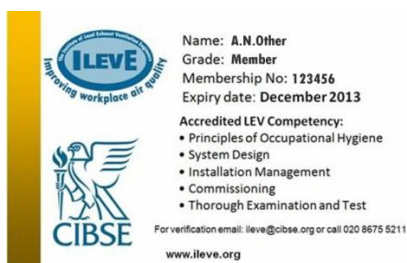 The Institute of Local Exhaust Ventilation Engineers
ILEVE
Improving workplace air quality
CIBSE
Name: A.N.Other
Grade: Member
Membership No: 123456
Expiry date: December 2013
Accredited LEV Competency:
• Principles of Occupational Hygiene
• System Design
• Installation Management
• Commissioning
• Thorough Examination and Test
For verification email: ileve@cibse.org or call 020 8675 5211
www.ileve.org